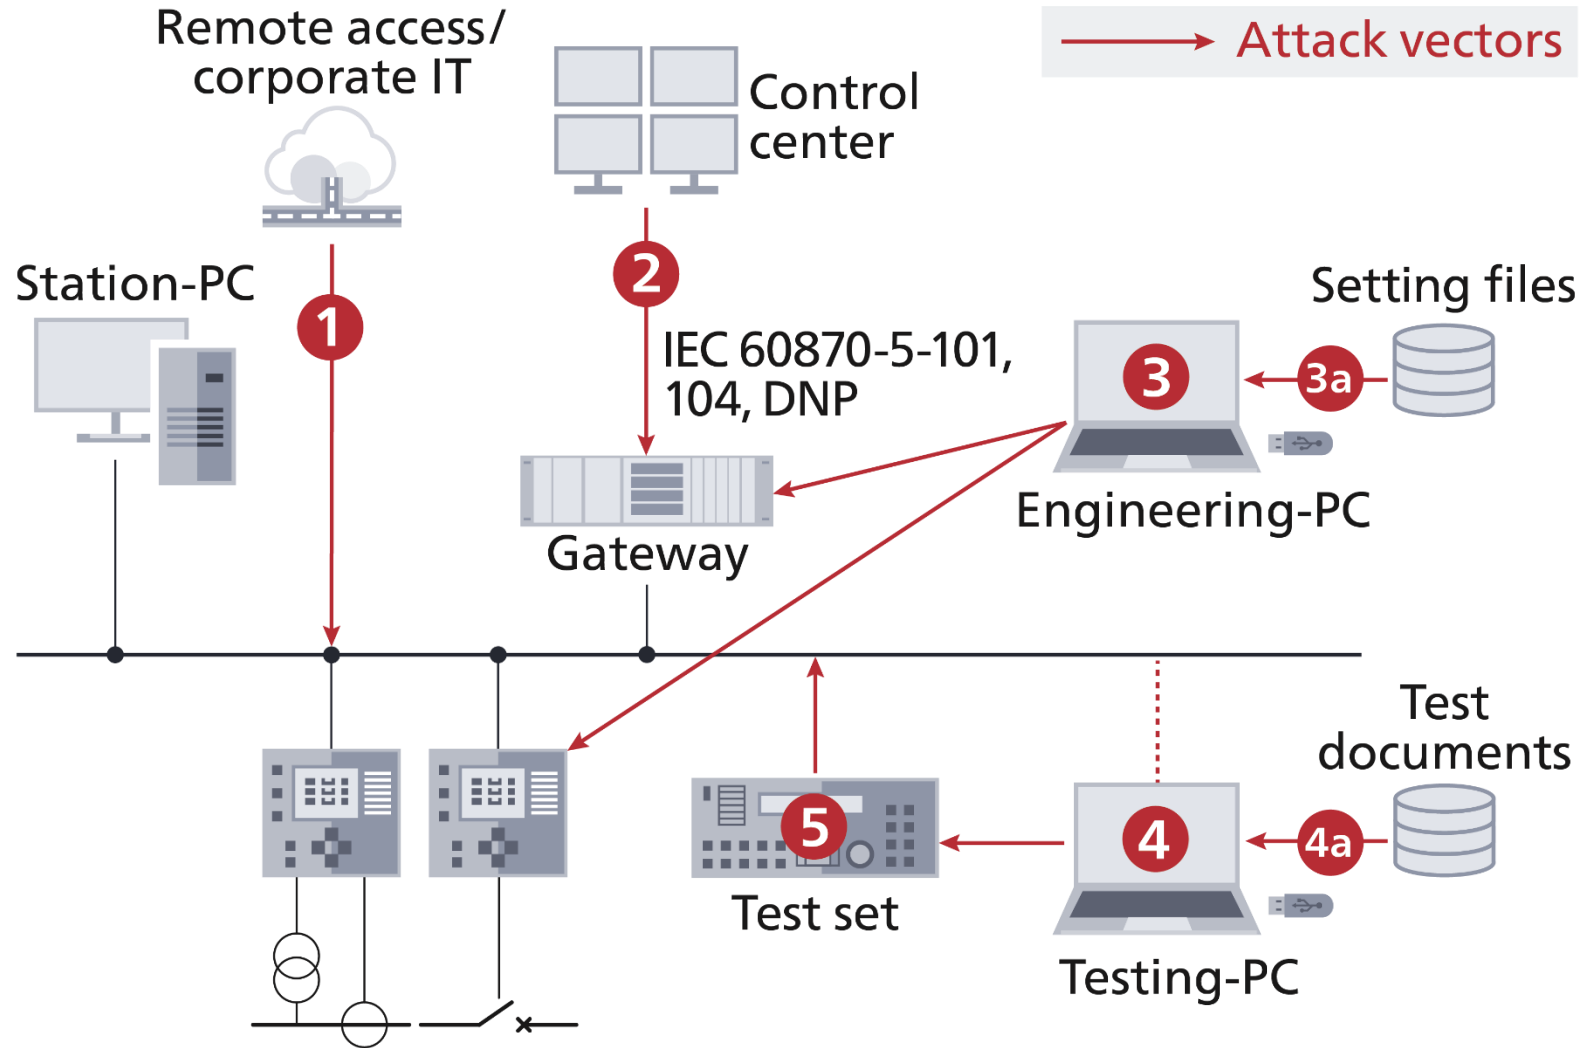 Remote access/
corporate IT
Control
center
Attack vectors
Station-PC
1
2
IEC 60870-5-101,
104, DNP
Setting files
3
3a
Engineering-PC
Gateway
Test
documents
5
4
4a
Test set
Testing-PC